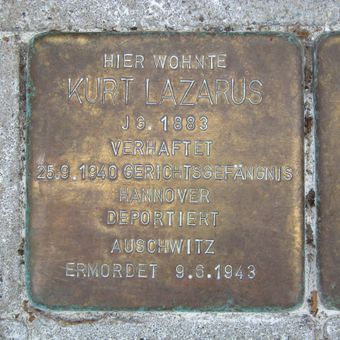 HIER WOHNTE
KURT LAZARUS
JG. 1883
VERHAFTET
25.9.1940 GERICHTSGEFÄNGNIS
HANNOVER
DEPORTIERT
AUSCHWITZ
ERMORDET 9.6.1943